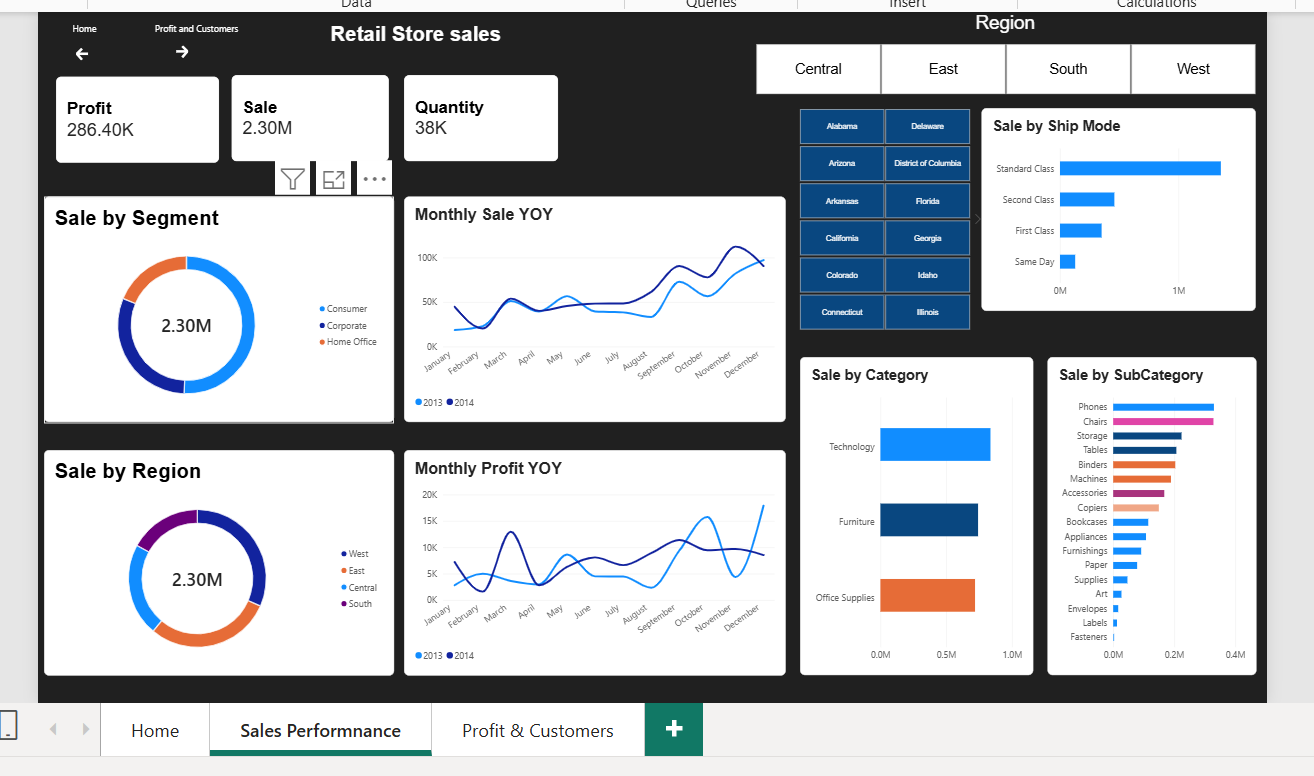 Data
Queries
Insert
Calculations
Home
Profit and Customers
Retail Store sales
Region
Central
East
South
West
Profit
286.40K
Sale
2.30M
Quantity
38K
Alabama
Delaware
Arizona
District of Columbia
Arkansas
Florida
California
Georgia
Colorado
Idaho
Connecticut
Illinois
Sale by Ship Mode
Standard Class
Second Class
First Class
Same Day
0M
1M
Sale by Segment
2.30M
Consumer
Corporate
Home Office
Monthly Sale YOY
100K
50K
0K
January
February
March
April
May
June
July
August
September
October
November
December
2013
2014
Sale by Region
2.30M
West
East
Central
South
Monthly Profit YOY
20K
15K
10K
5K
0K
January
February
March
April
May
June
July
August
September
October
November
December
2013
2014
Sale by Category
Technology
Furniture
Office Supplies
0.0M
0.5M
1.0M
Sale by SubCategory
Phones
Chairs
Storage
Tables
Binders
Machines
Accessories
Copiers
Bookcases
Appliances
Furnishings
Paper
Supplies
Art
Envelopes
Labels
Fasteners
0.0M
0.2M
0.4M
Home
Sales Performnance
Profit & Customers